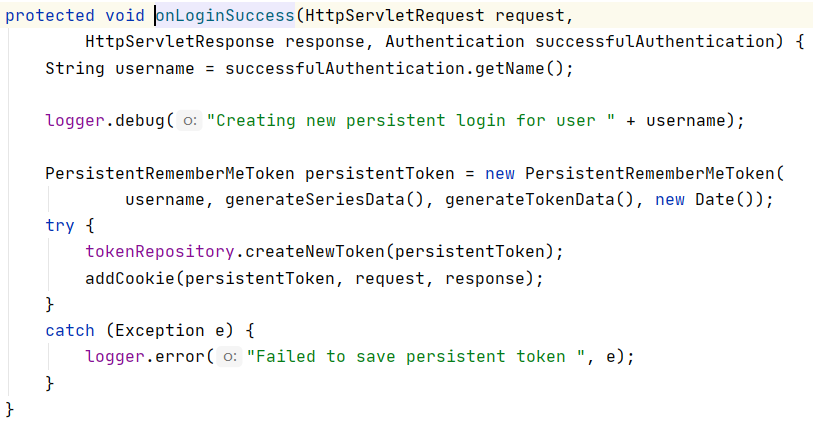 protected void onLoginSuccess(HttpServletRequest request,
HttpServletResponse response, Authentication successfulAuthentication) {
String username = successfulAuthentication.getName();
logger.debug( o: "Creating new persistent login for user " + username);
PersistentRememberMeToken persistentToken = new PersistentRememberMeToken(
username, generateSeriesData(), generateTokenData(), new Date());
try {
tokenRepository.createNewToken(persistentToken);
addCookie(persistentToken, request, response);
}
catch (Exception e) {
logger.error( o: "Failed to save persistent token ", e);
}
}